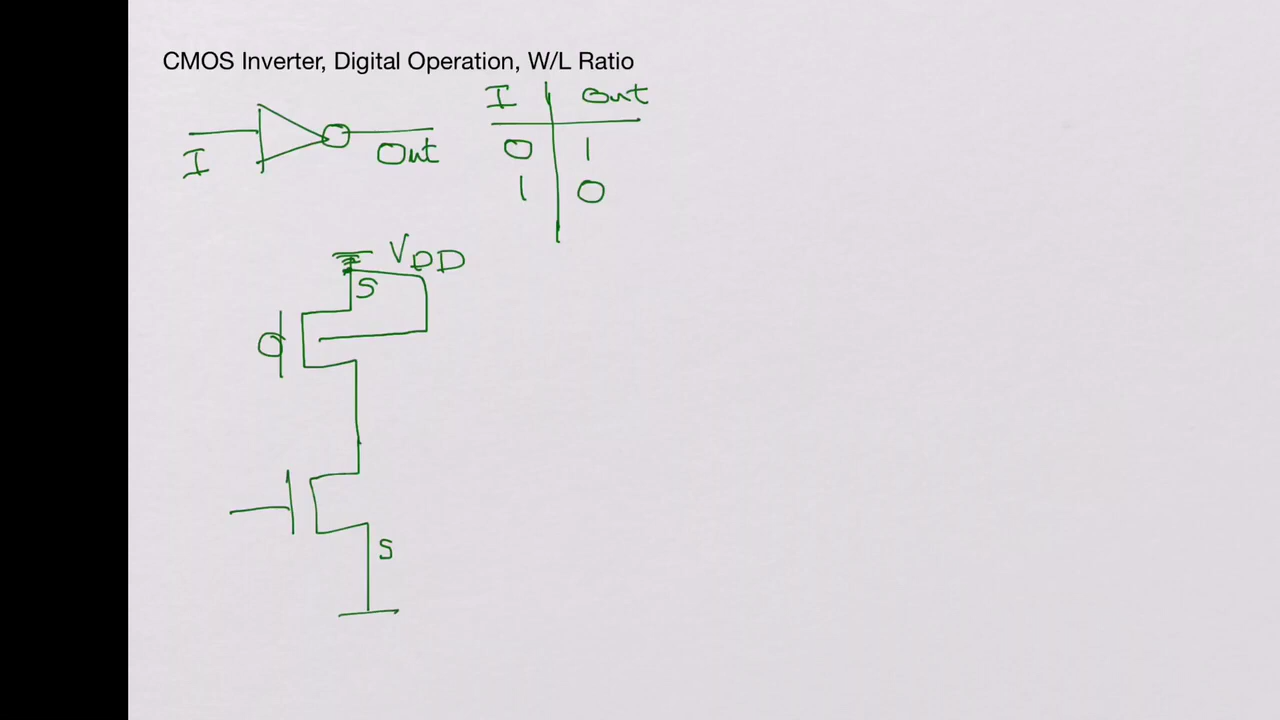 CMOS Inverter, Digital Operation, W/L Ratio
I Out
I Out
0 1
1 0
VDD
S
S